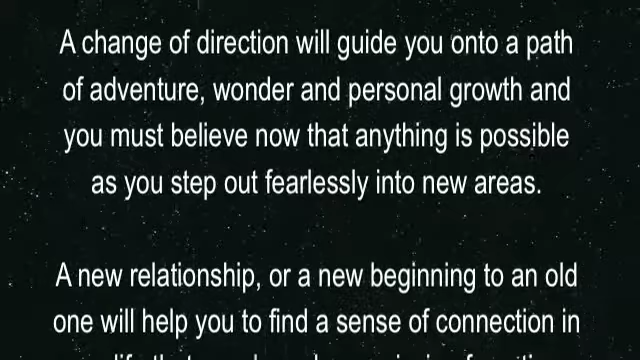 A change of direction will guide you onto a path
of adventure, wonder and personal growth and
you must believe now that anything is possible
as you step out fearlessly into new areas.
A new relationship, or a new beginning to an old
one will help you to find a sense of connection in